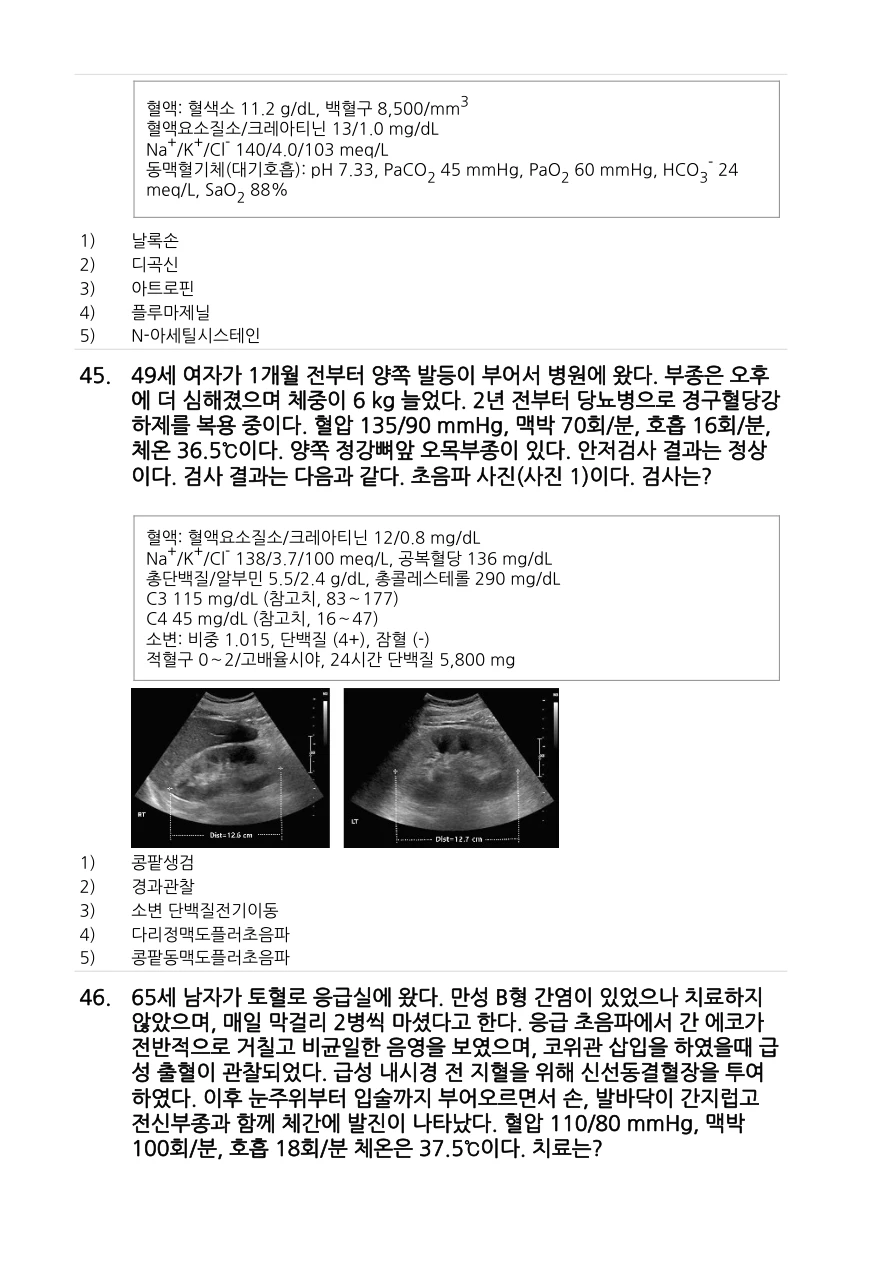 혈액: 혈색소 11.2 g/dL, 백혈구 8,500/mm3
혈액요소질소/크레아티닌 13/1.0 mg/dL
Na+/K+/Cl- 140/4.0/103 meq/L
동맥혈기체(대기호흡): pH 7.33, PaCO2 45 mmHg, PaO2 60 mmHg, HCO3- 24
meq/L, SaO2 88%
1) 날록손
2) 디곡신
3) 아트로핀
4) 플루마제닐
5) N-아세틸시스테인
45. 49세 여자가 1개월 전부터 양쪽 발등이 부어서 병원에 왔다. 부종은 오후
에 더 심해졌으며 체중이 6 kg 늘었다. 2년 전부터 당뇨병으로 경구혈당강
하제를 복용 중이다. 혈압 135/90 mmHg, 맥박 70회/분, 호흡 16회/분,
체온 36.5℃이다. 양쪽 정강뼈앞 오목부종이 있다. 안저검사 결과는 정상
이다. 검사 결과는 다음과 같다. 초음파 사진(사진 1)이다. 검사는?
혈액: 혈액요소질소/크레아티닌 12/0.8 mg/dL
Na+/K+/Cl- 138/3.7/100 meq/L, 공복혈당 136 mg/dL
총단백질/알부민 5.5/2.4 g/dL, 총콜레스테롤 290 mg/dL
C3 115 mg/dL (참고치, 83~177)
C4 45 mg/dL (참고치, 16~47)
소변: 비중 1.015, 단백질 (4+), 잠혈 (-)
적혈구 0~2/고배율시야, 24시간 단백질 5,800 mg
RT
Dist=12.6 cm
LT
Dist=12.7 cm
1) 콩팥생검
2) 경과관찰
3) 소변 단백질전기이동
4) 다리정맥도플러초음파
5) 콩팥동맥도플러초음파
46. 65세 남자가 토혈로 응급실에 왔다. 만성 B형 간염이 있었으나 치료하지
않았으며, 매일 막걸리 2병씩 마셨다고 한다. 응급 초음파에서 간 에코가
전반적으로 거칠고 비균일한 음영을 보였으며, 코위관 삽입을 하였을때 급
성 출혈이 관찰되었다. 급성 내시경 전 지혈을 위해 신선동결혈장을 투여
하였다. 이후 눈주위부터 입술까지 부어오르면서 손, 발바닥이 간지럽고
전신부종과 함께 체간에 발진이 나타났다. 혈압 110/80 mmHg, 맥박
100회/분, 호흡 18회/분 체온은 37.5℃이다. 치료는?